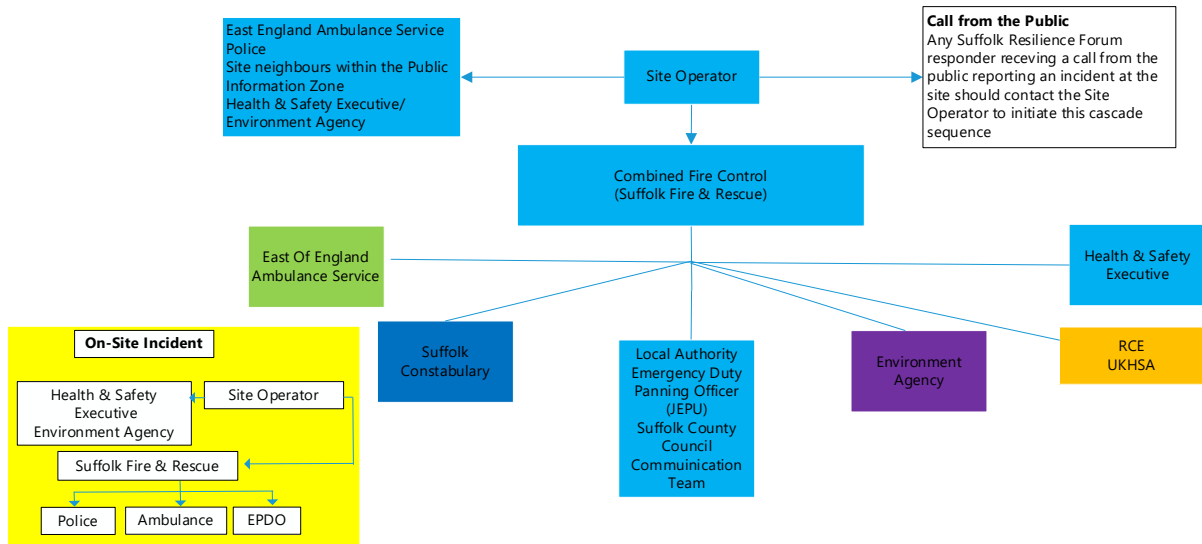 East England Ambulance Service
Police
Site neighbours within the Public
Information Zone
Health & Safety Executive/
Environment Agency
Site Operator
Call from the Public
Any Suffolk Resilience Forum
responder receving a call from the
public reporting an incident at the
site should contact the Site
Operator to initiate this cascade
sequence
Combined Fire Control
(Suffolk Fire & Rescue)
East Of England
Ambulance Service
Health & Safety
Executive
Suffolk
Constabulary
Local Authority
Emergency Duty
Panning Officer
(JEPU)
Suffolk County
Council
Commuinication
Team
Environment
Agency
RCE
UKHSA
On-Site Incident
Health & Safety
Executive
Environment Agency
Site Operator
Suffolk Fire & Rescue
Police
Ambulance
EPDO